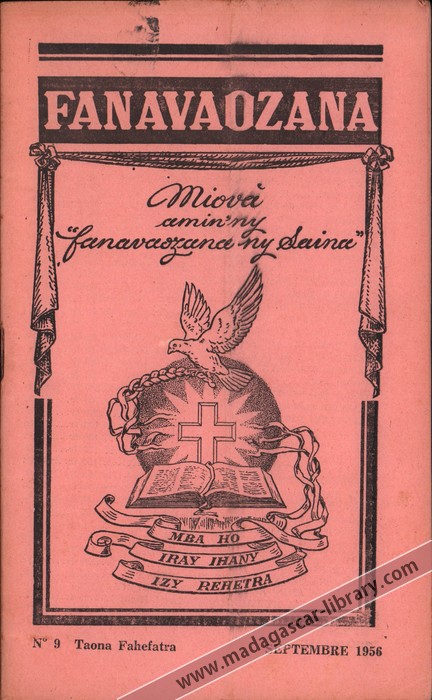 FANAVAOZANA
Miovà
amin'ny
"fanavaozana ny Saina"
MBA HO
IRAY IHANY
IZY REHETRA
N° 9 Taona Fahefatra
SEPTEMBRE 1956
www.madagascar-library.com